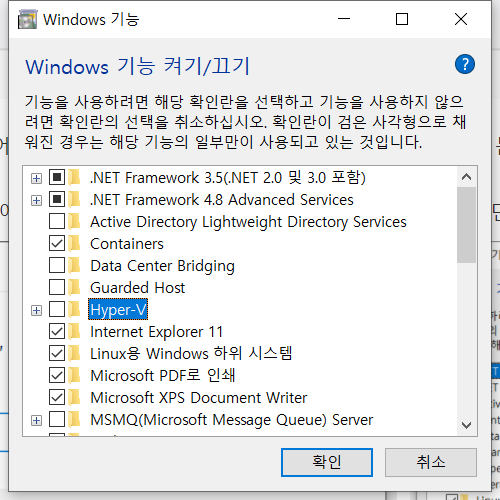 Windows 기능
Windows 기능 켜기/끄기
기능을 사용하려면 해당 확인란을 선택하고 기능을 사용하지 않으
려면 확인란의 선택을 취소하십시오. 확인란이 검은 사각형으로 채
워진 경우는 해당 기능의 일부만이 사용되고 있는 것입니다.
.NET Framework 3.5(.NET 2.0 및 3.0 포함)
.NET Framework 4.8 Advanced Services
Active Directory Lightweight Directory Services
Containers
Data Center Bridging
Guarded Host
Hyper-V
Internet Explorer 11
Linux용 Windows 하위 시스템
Microsoft PDF로 인쇄
Microsoft XPS Document Writer
MSMQ(Microsoft Message Queue) Server
확인
취소